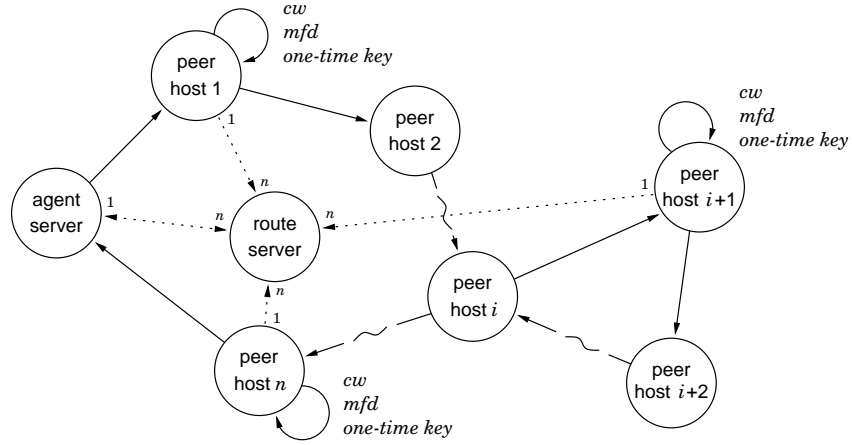 cw
mfd
one-time key
peer
host 1
1
peer
host 2
cw
mfd
one-time key
peer
host i+1
1
agent
server
1
n
n
n
route
server
n
1
peer
host i
peer
host n
cw
mfd
one-time key
peer
host i+2